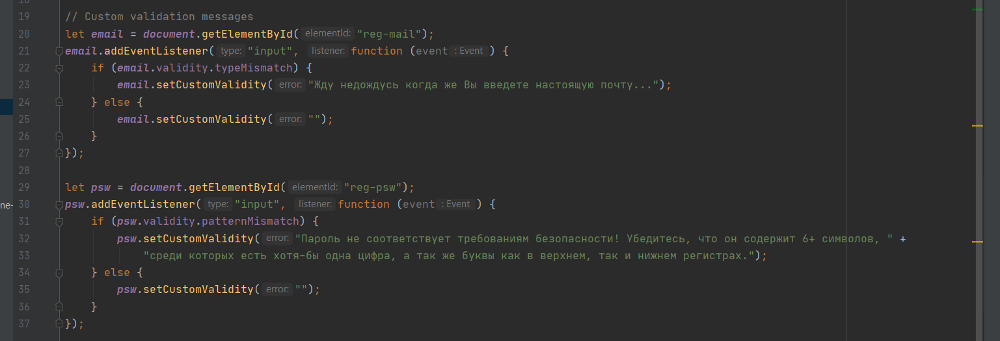 18
19 // Custom validation messages
20 let email = document.getElementById( elementId: "reg-mail");
21 email.addEventListener( type: "input", listener: function (event : Event ) {
22 if (email.validity.typeMismatch) {
23 email.setCustomValidity( error: "Жду недождусь когда же Вы введете настоящую почту...");
24 } else {
25 email.setCustomValidity( error: "");
26 }
27 });
28
29 let psw = document.getElementById( elementId: "reg-psw");
ne- 30 psw.addEventListener( type: "input", listener: function (event : Event ) {
31 if (psw.validity.patternMismatch) {
32 psw.setCustomValidity( error: "Пароль не соответствует требованиям безопасности! Убедитесь, что он содержит 6+ символов, " +
33 "среди которых есть хотя-бы одна цифра, а так же буквы как в верхнем, так и нижнем регистрах.");
34 } else {
35 psw.setCustomValidity( error: "");
36 }
37 });